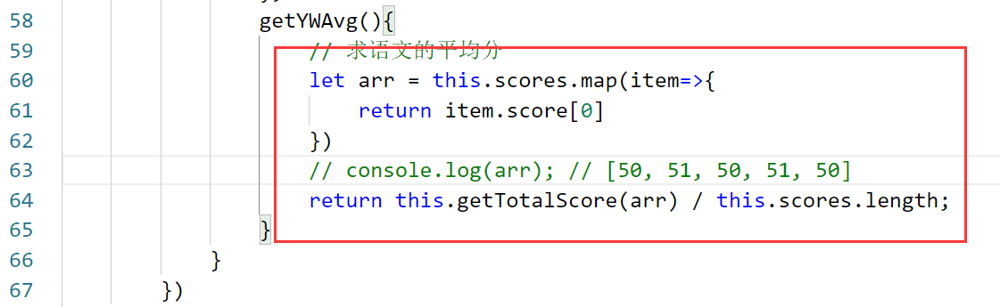 58 getYWAvg(){
59 // 求语文的平均分
60 let arr = this.scores.map(item=>{
61 return item.score[0]
62 })
63 // console.log(arr); // [50, 51, 50, 51, 50]
64 return this.getTotalScore(arr) / this.scores.length;
65 }
66 }
67 })